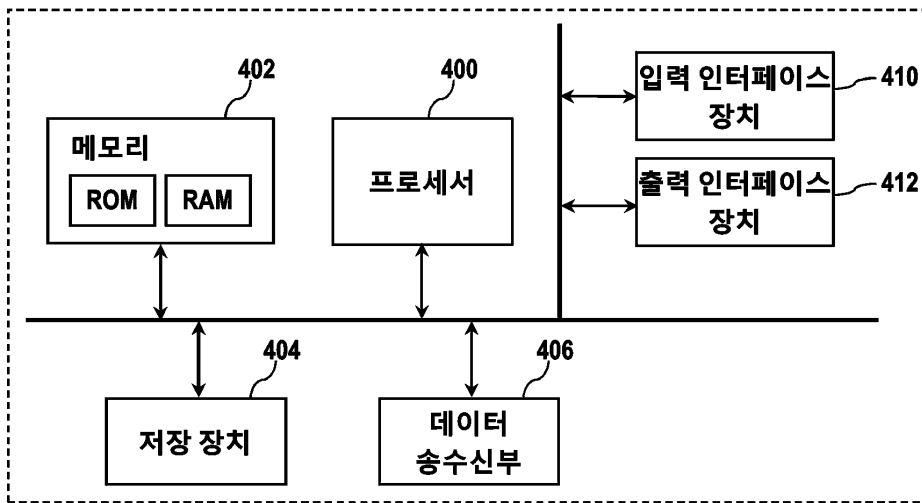 402
메모리
ROM
RAM
400
프로세서
입력 인터페이스
장치
410
출력 인터페이스
장치
412
404
저장 장치
406
데이터
송수신부